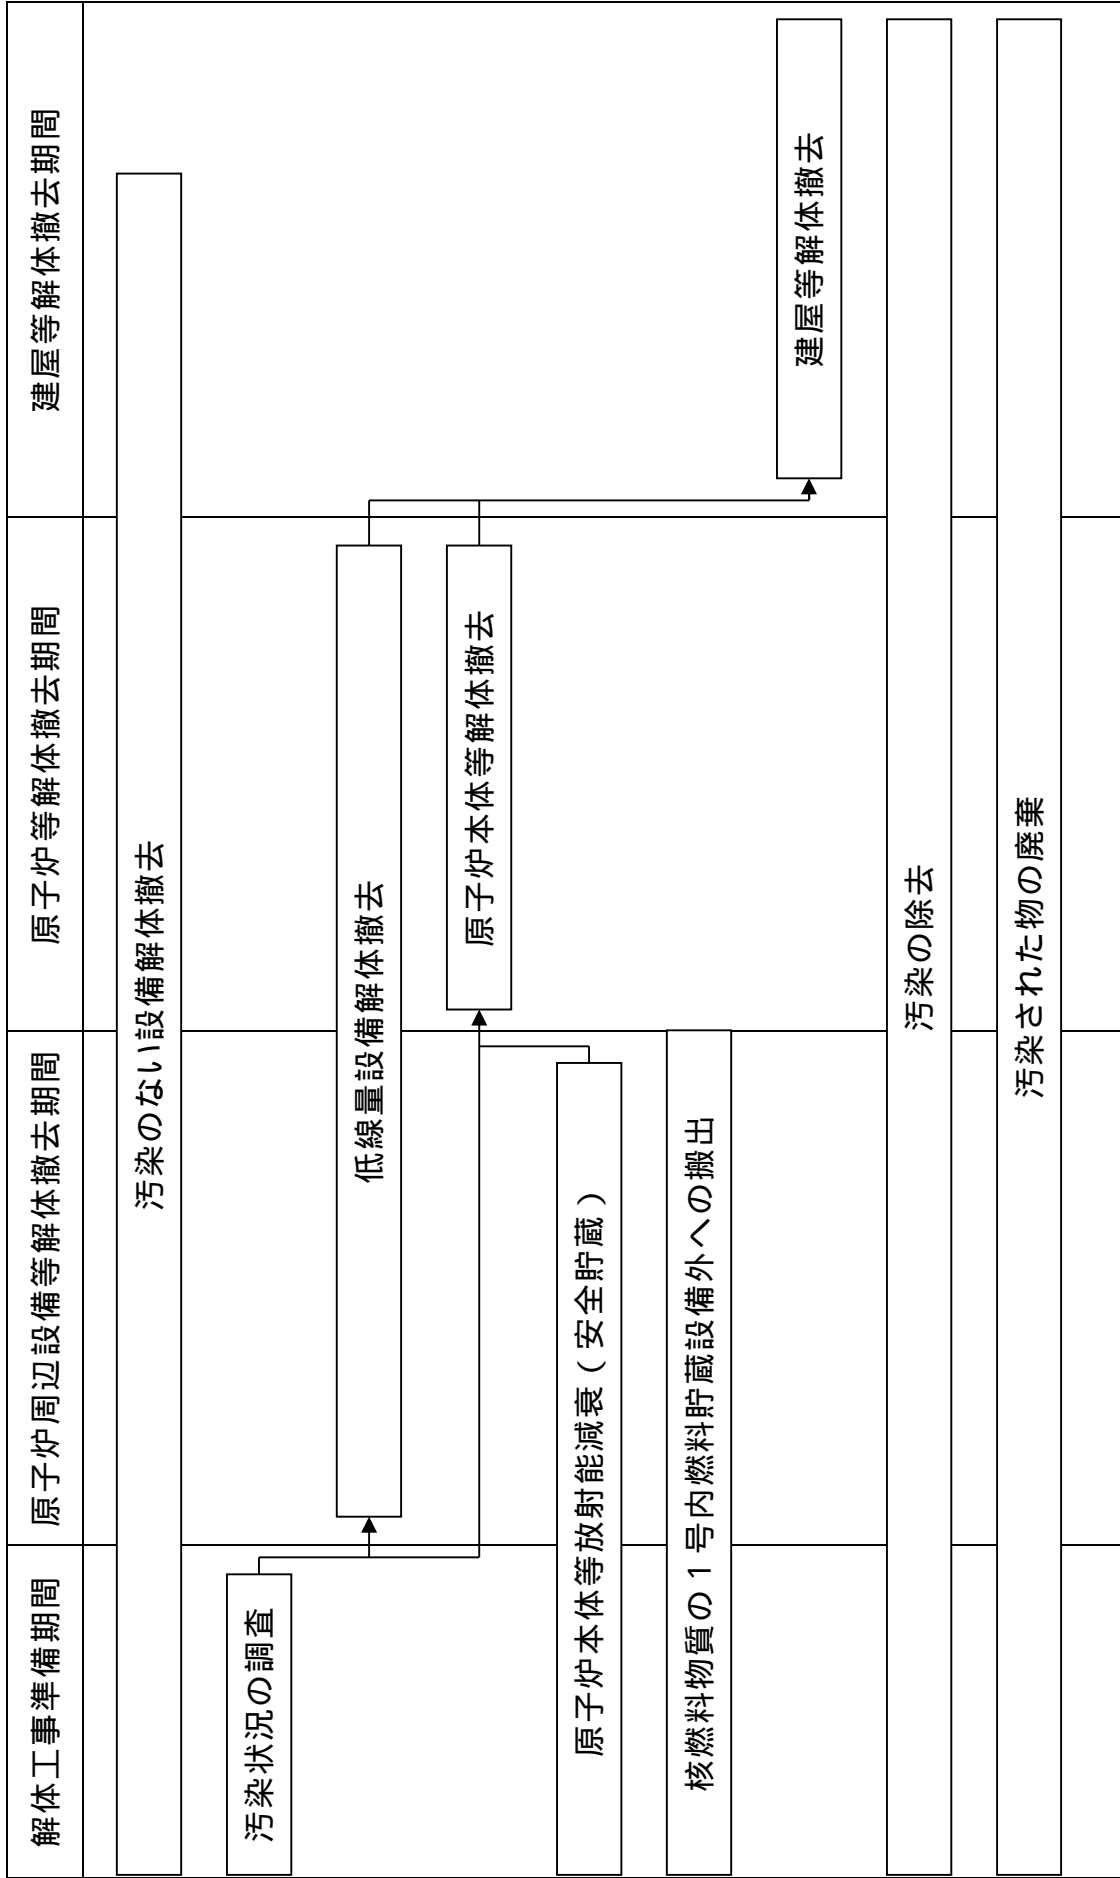 解体工事準備期間
原子炉周辺設備等解体撤去期間
原子炉等解体撤去期間
建屋等解体撤去期間
汚染のない設備解体撤去
汚染状況の調査
低線量設備解体撤去
原子炉本体等解体撤去
原子炉本体等放射能減衰（安全貯蔵）
核燃料物質の１号内燃料貯蔵設備外への搬出
建屋等解体撤去
汚染の除去
汚染された物の廃棄